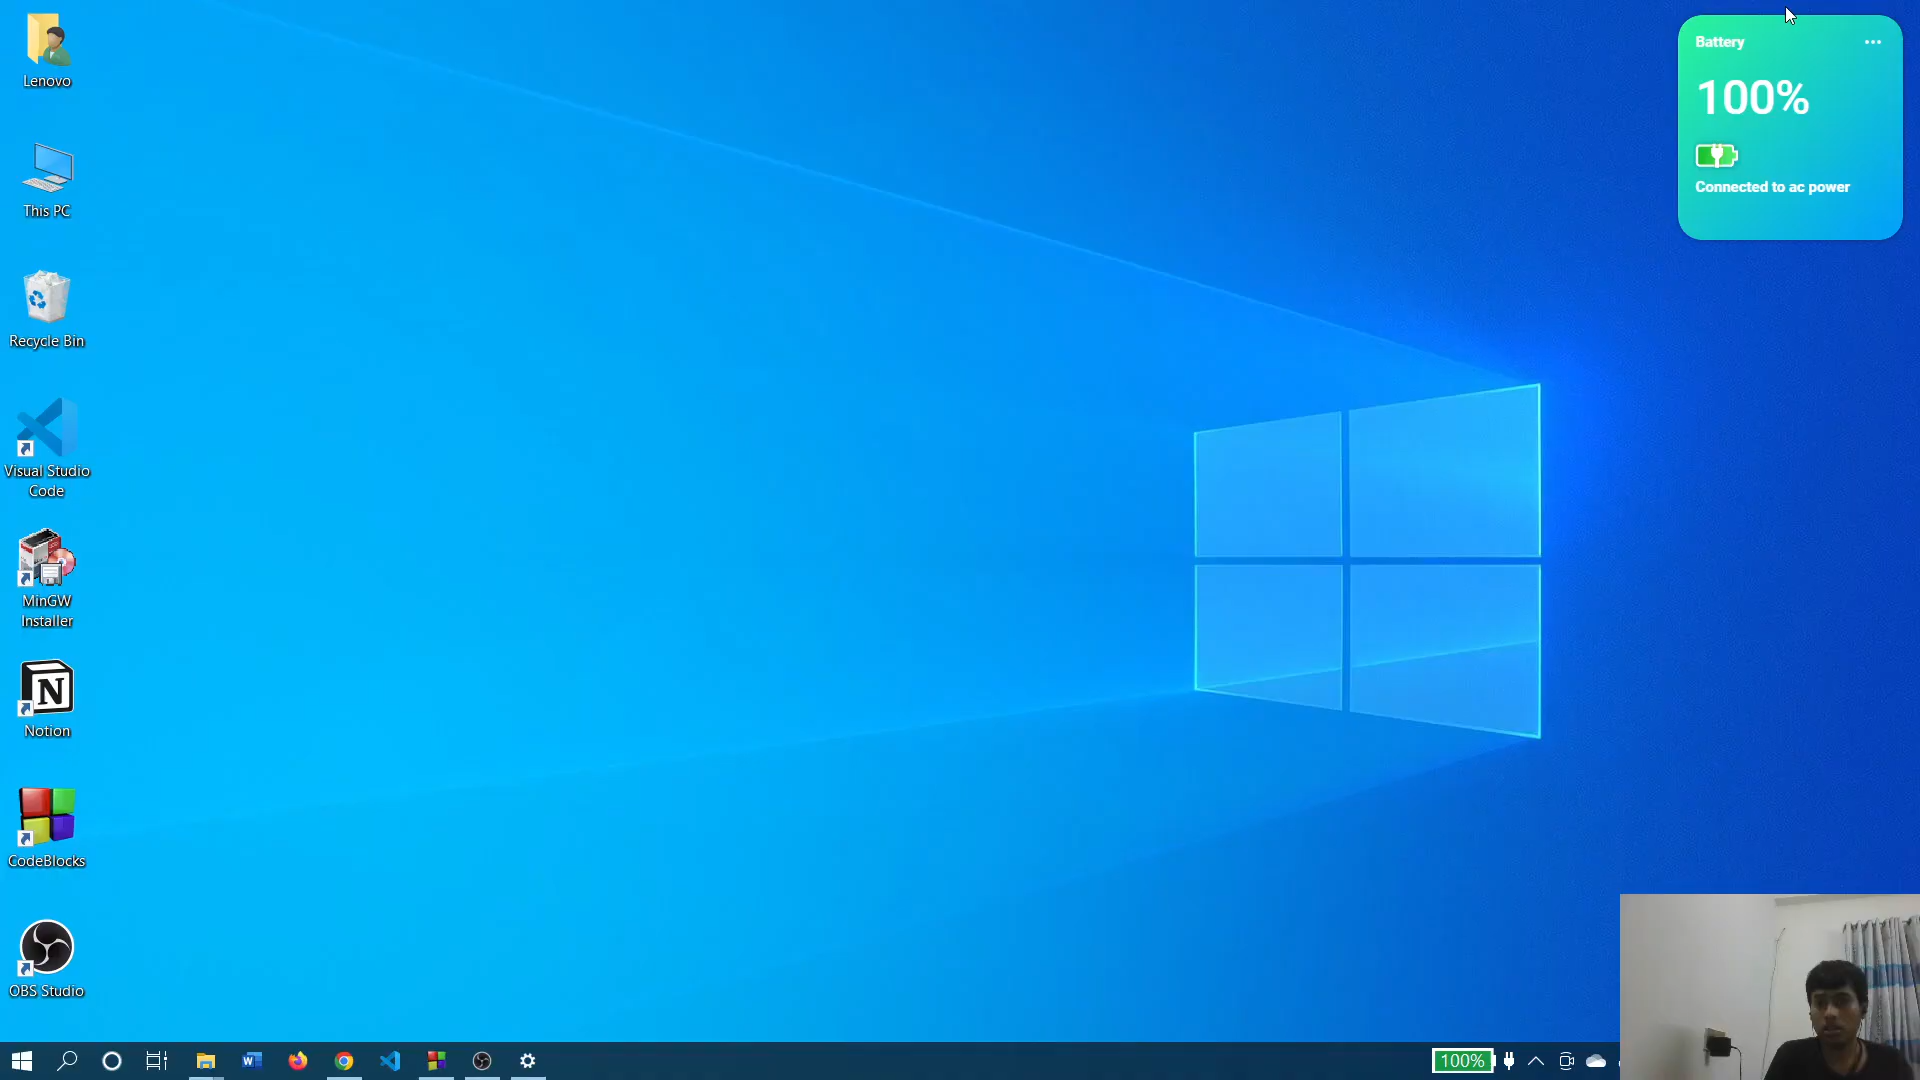 Lenovo
This PC
Recycle Bin
Visual Studio
Code
MinGW
Installer
Notion
CodeBlocks
OBS Studio
Battery
100%
Connected to ac power
100%